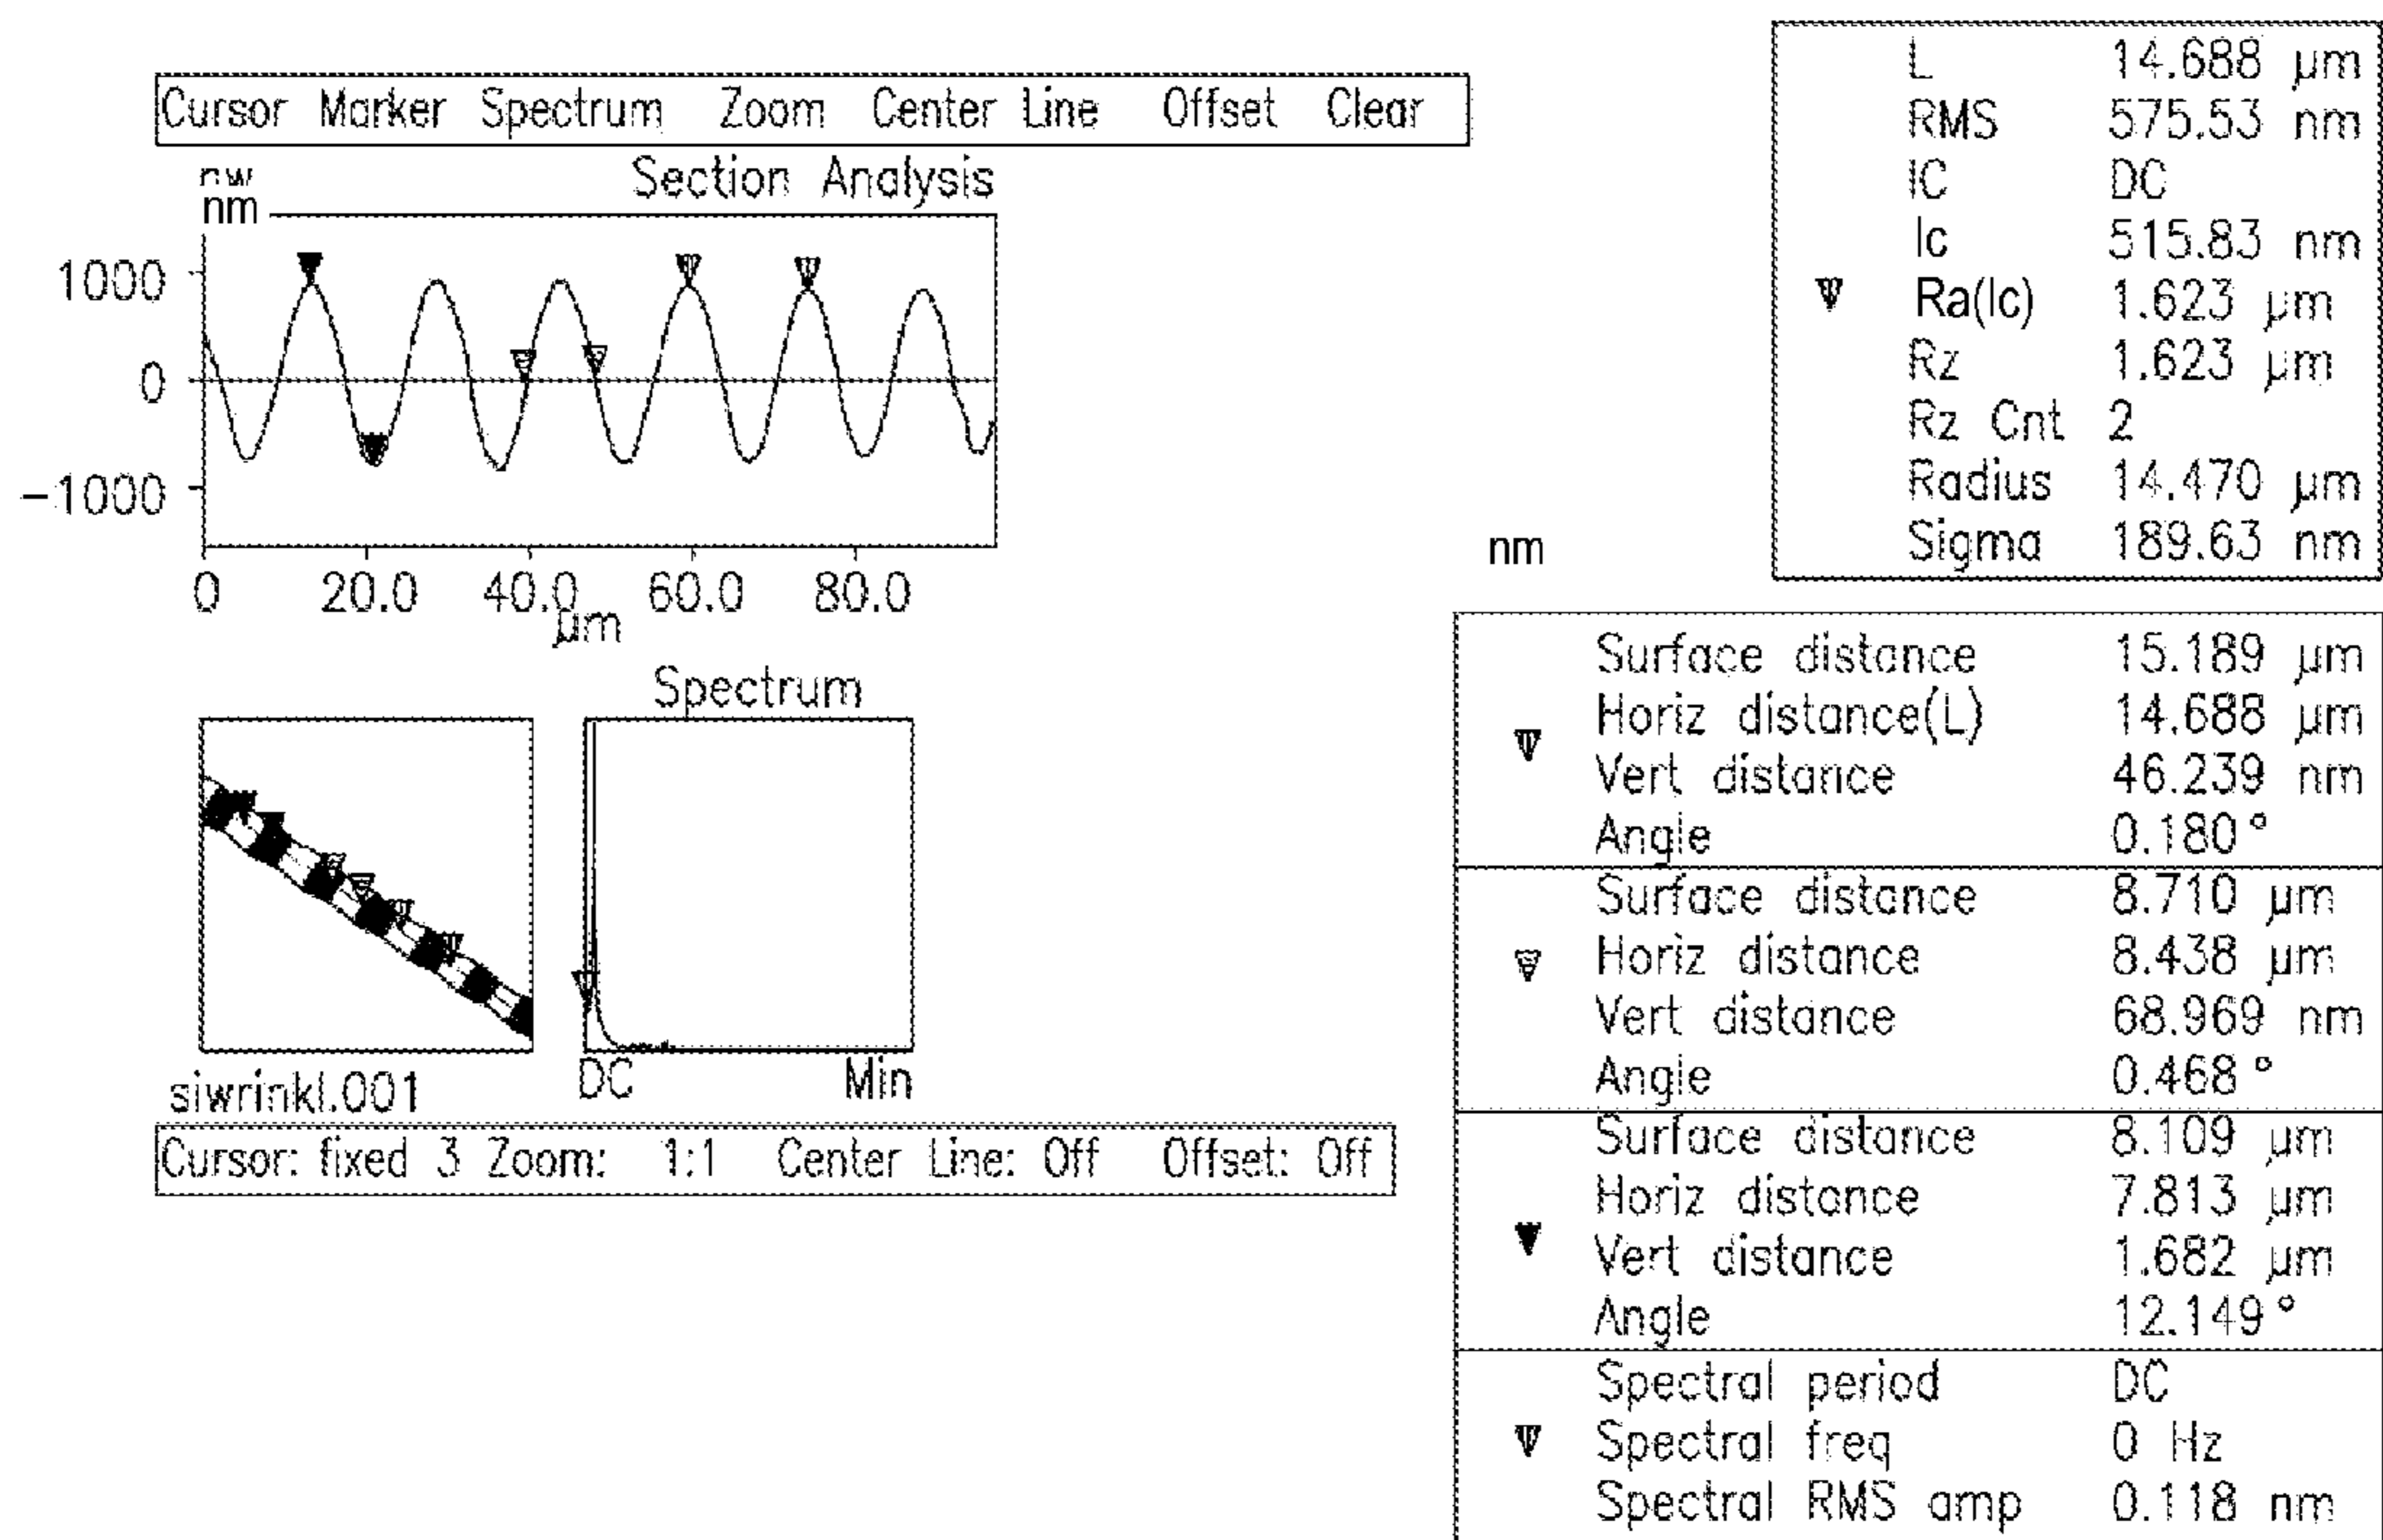 Cursor Marker Spectrum Zoom Center Line Offset Clear
Section Analysis
nm
1000
0
-1000
0 20.0 40.0 60.0 80.0
µm
Spectrum
DC Min
siwrinkl.001
Cursor: fixed 3 Zoom: 1:1 Center Line: Off Offset: Off
L 14.688 µm
RMS 575.53 nm
lC DC
lc 515.83 nm
Ra(lc) 1.623 µm
Rz 1.623 µm
Rz Cnt 2
Radius 14.470 µm
Sigma 189.63 nm
nm
Surface distance 15.189 µm
Horiz distance(L) 14.688 µm
Vert distance 46.239 nm
Angle 0.180°
Surface distance 8.710 µm
Horiz distance 8.438 µm
Vert distance 68.969 nm
Angle 0.468°
Surface distance 8.109 µm
Horiz distance 7.813 µm
Vert distance 1.682 µm
Angle 12.149°
Spectral period DC
Spectral freq 0 Hz
Spectral RMS amp 0.118 nm